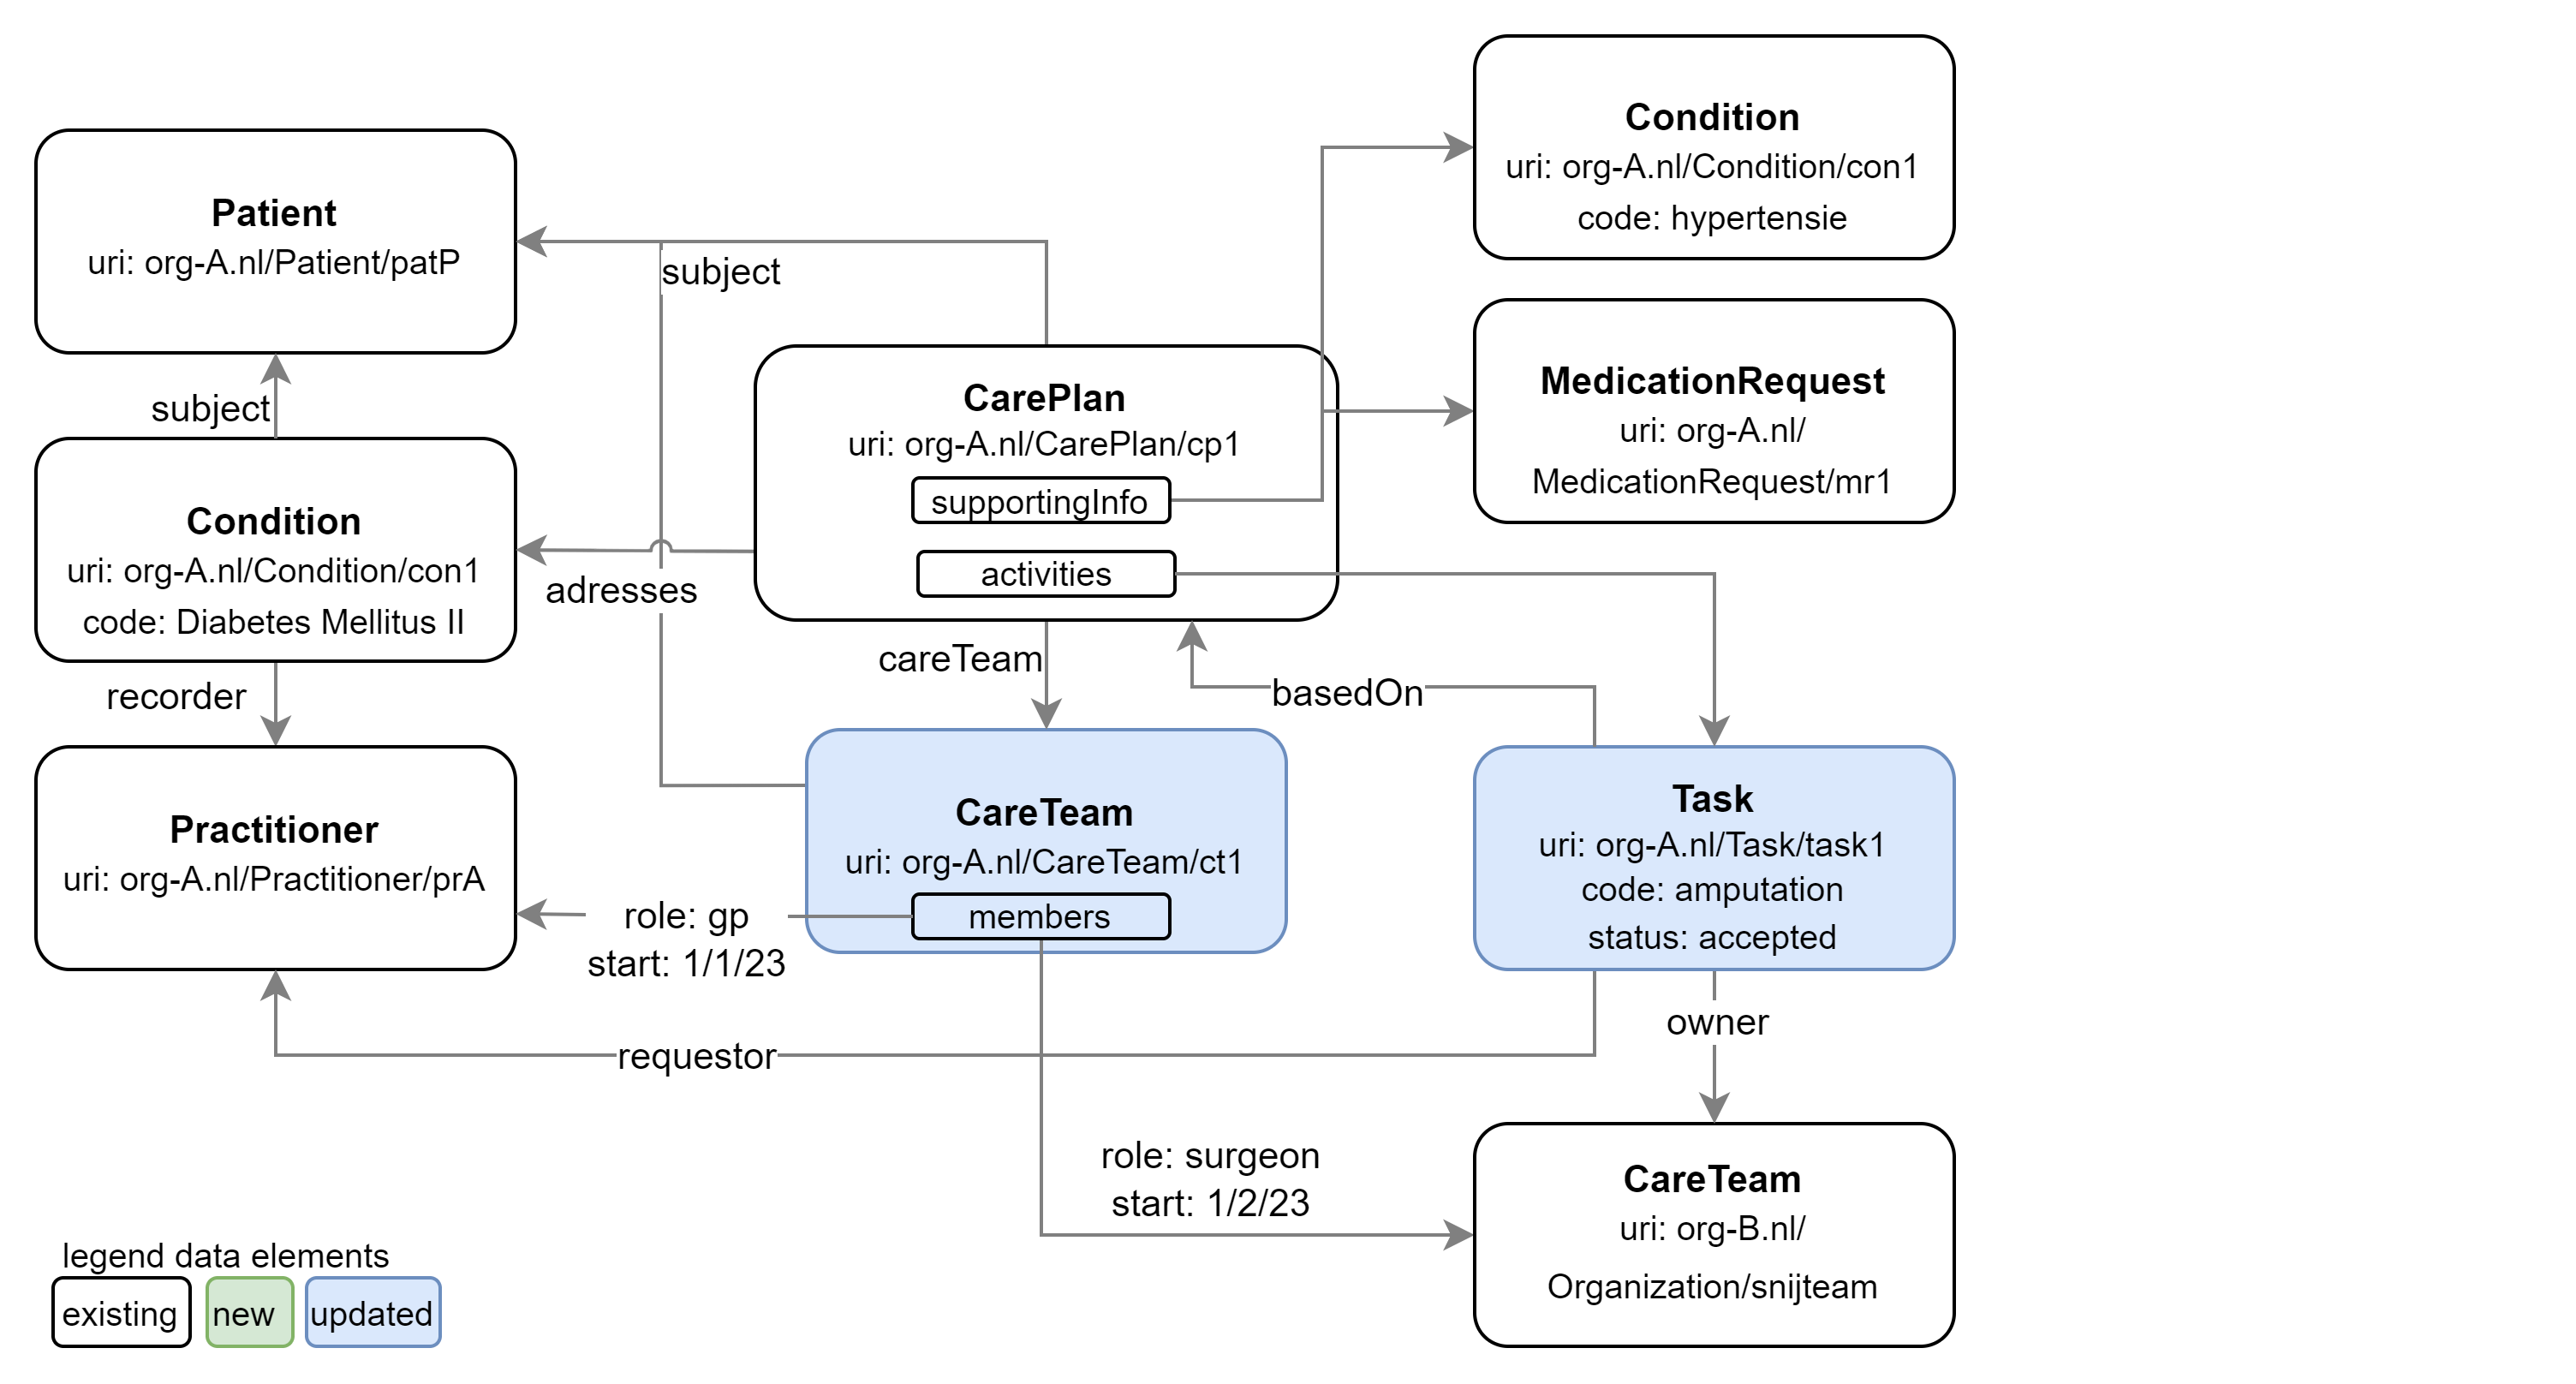 Condition
uri: org-A.nl/Condition/con1
code: hypertensie
Patient
uri: org-A.nl/Patient/patP
subject
MedicationRequest
uri: org-A.nl/
MedicationRequest/mr1
CarePlan
uri: org-A.nl/CarePlan/cp1
supportingInfo
activities
subject
Condition
uri: org-A.nl/Condition/con1
code: Diabetes Mellitus II
adresses
careTeam
basedOn
recorder
Practitioner
uri: org-A.nl/Practitioner/prA
CareTeam
uri: org-A.nl/CareTeam/ct1
members
Task
uri: org-A.nl/Task/task1
code: amputation
status: accepted
role: gp
start: 1/1/23
owner
requestor
role: surgeon
start: 1/2/23
CareTeam
uri: org-B.nl/
Organization/snijteam
legend data elements
existing
new
updated